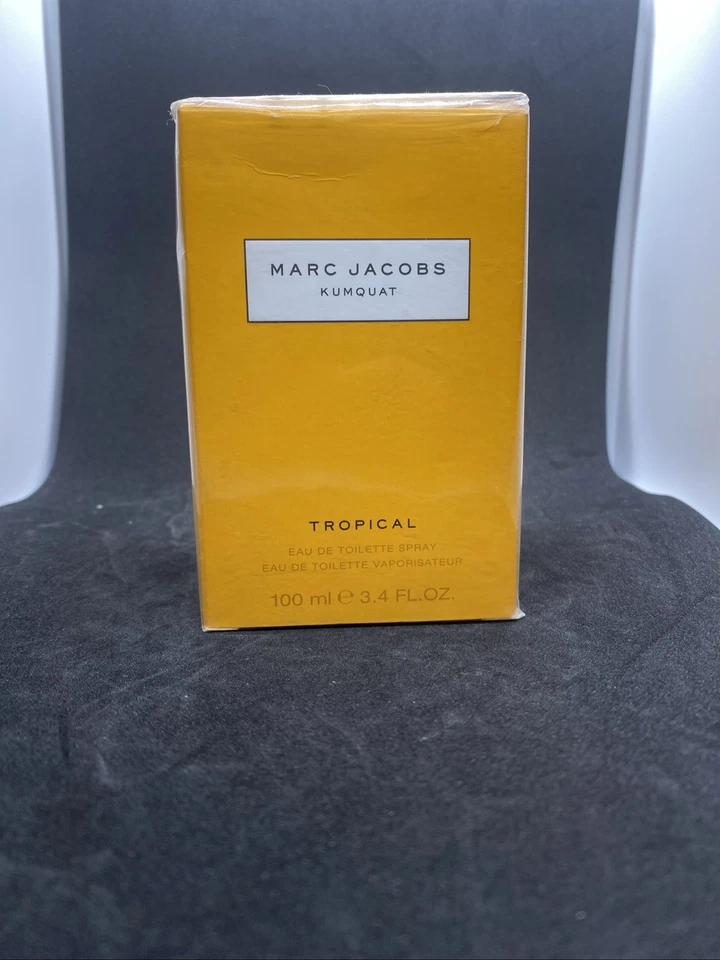 MARC JACOBS
KUMQUAT
TROPICAL
EAU DE TOILETTE SPRAY
EAU DE TOILETTE VAPORISATEUR
100 ml ℮ 3.4 FL.OZ.